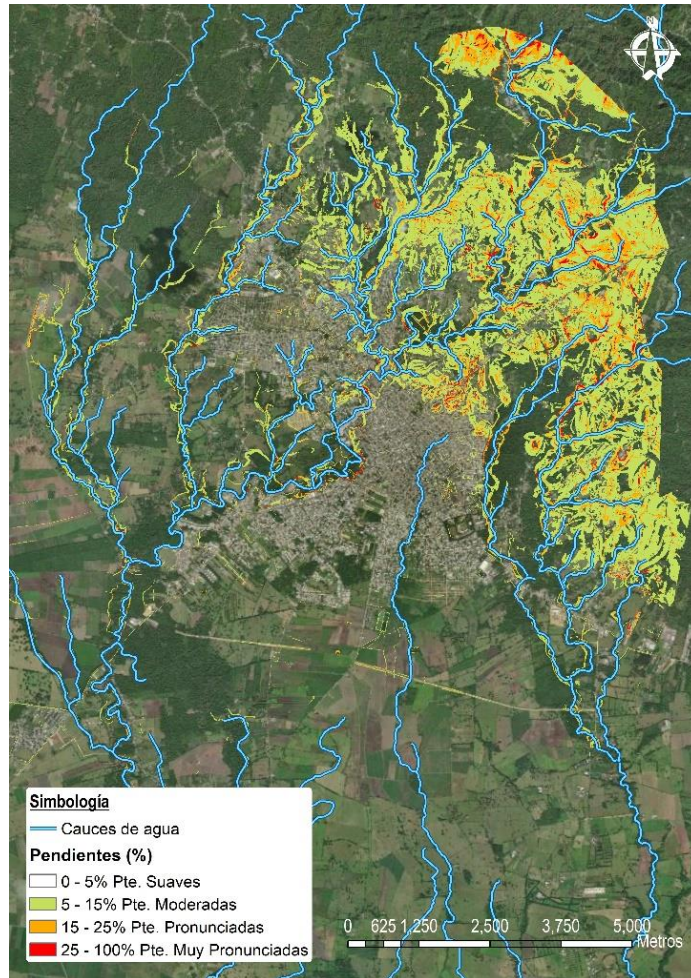 N
Simbología
Cauces de agua
Pendientes (%)
0 - 5% Pte. Suaves
5 - 15% Pte. Moderadas
15 - 25% Pte. Pronunciadas
25 - 100% Pte. Muy Pronunciadas
0 625 1,250 2,500 3,750 5,000
Metros